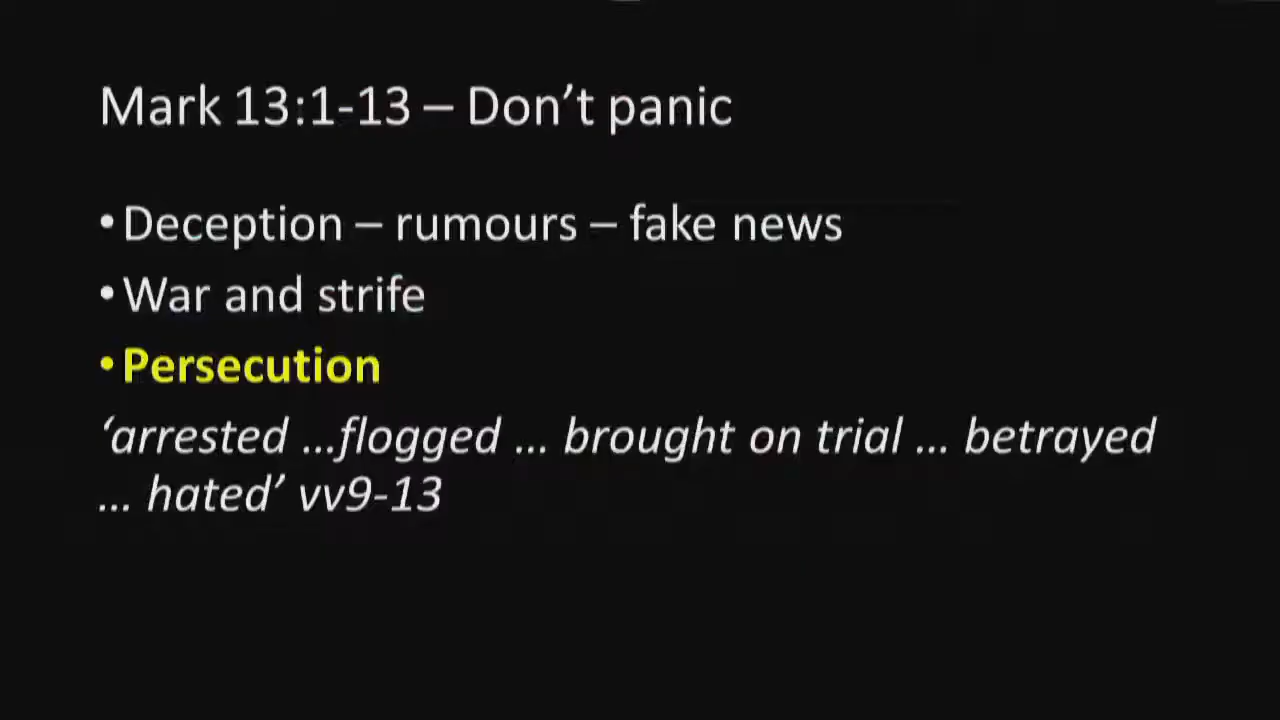 Mark 13:1-13 – Don’t panic
• Deception – rumours – fake news
• War and strife
• Persecution
‘arrested …flogged … brought on trial … betrayed
… hated’ vv9-13